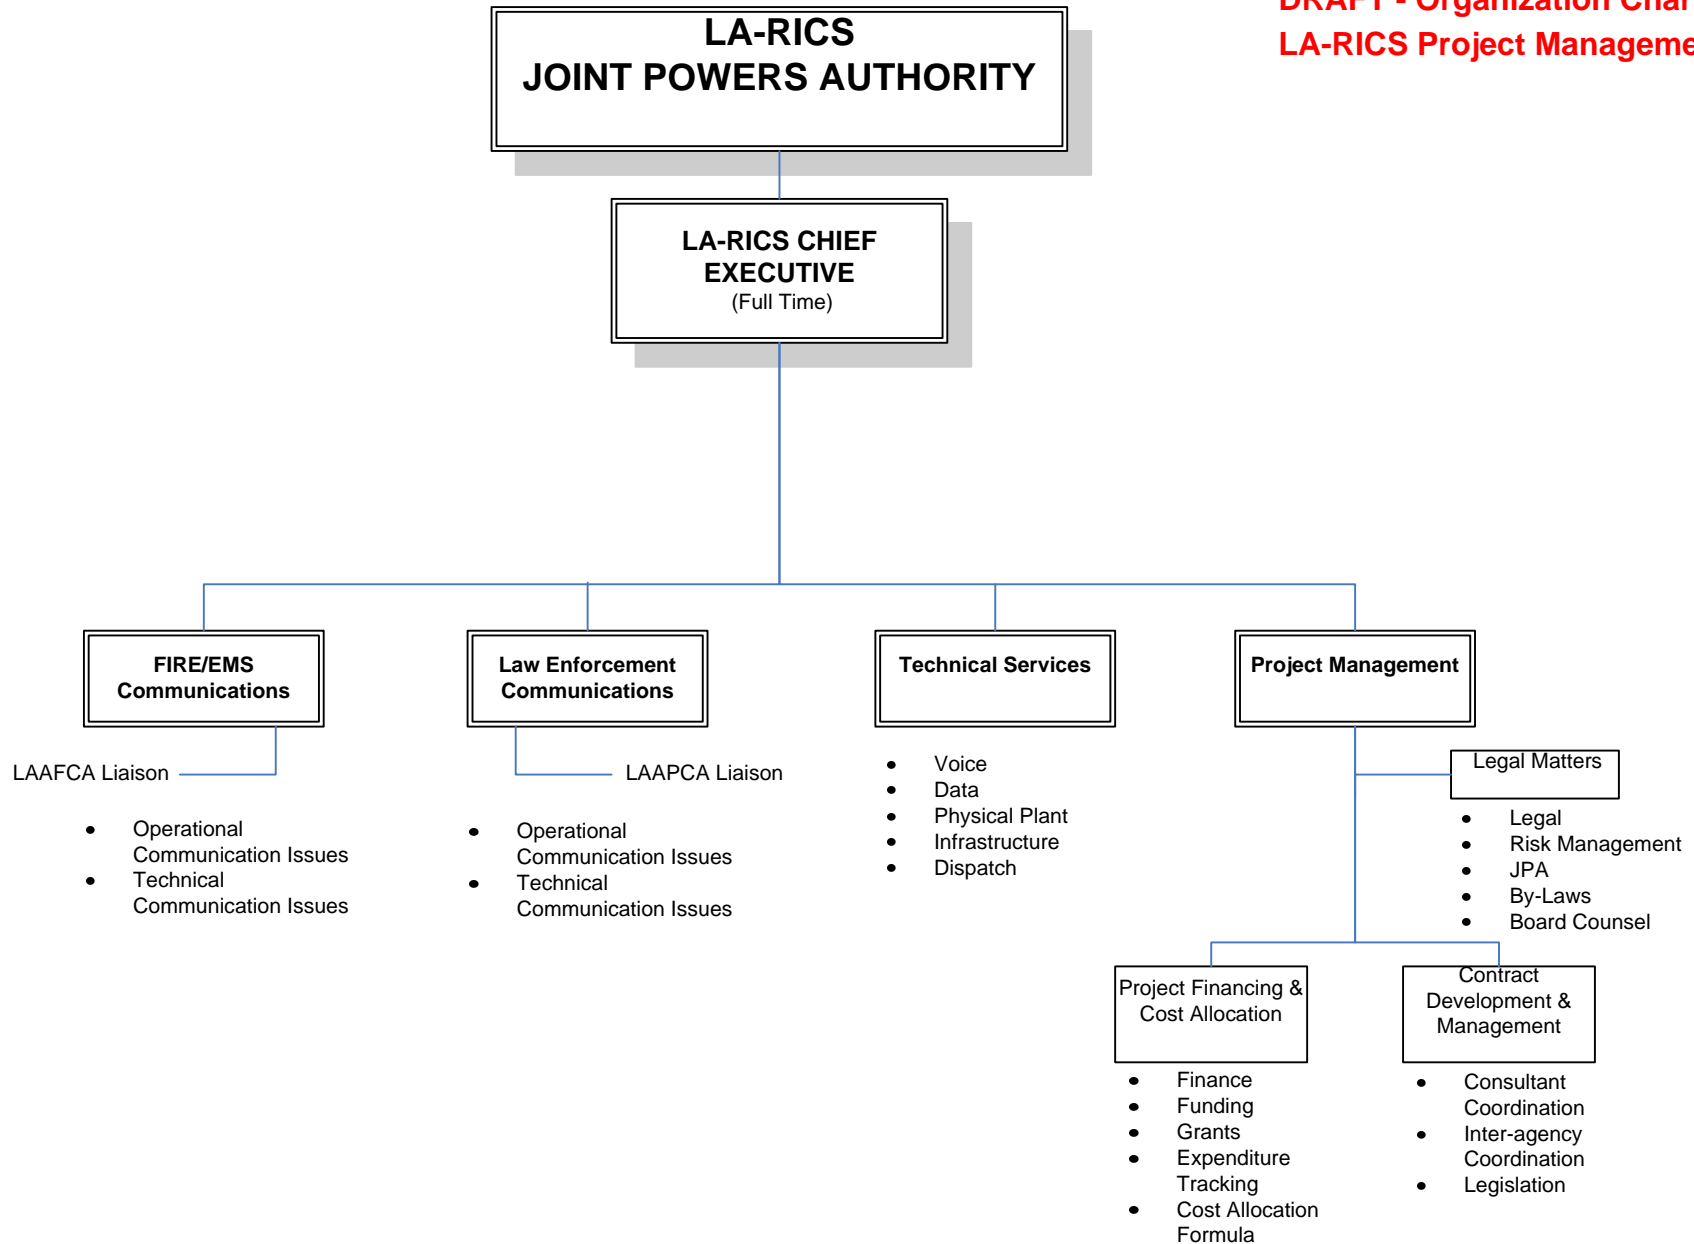 DRAFT - Organization Char
LA-RICS Project Manageme
LA-RICS
JOINT POWERS AUTHORITY
LA-RICS CHIEF
EXECUTIVE
(Full Time)
FIRE/EMS
Communications
LAAFCA Liaison
• Operational
Communication Issues
• Technical
Communication Issues
Law Enforcement
Communications
LAAPCA Liaison
• Operational
Communication Issues
• Technical
Communication Issues
Technical Services
• Voice
• Data
• Physical Plant
• Infrastructure
• Dispatch
Project Management
Legal Matters
• Legal
• Risk Management
• JPA
• By-Laws
• Board Counsel
Project Financing &
Cost Allocation
• Finance
• Funding
• Grants
• Expenditure
Tracking
• Cost Allocation
Formula
Contract
Development &
Management
• Consultant
Coordination
• Inter-agency
Coordination
• Legislation